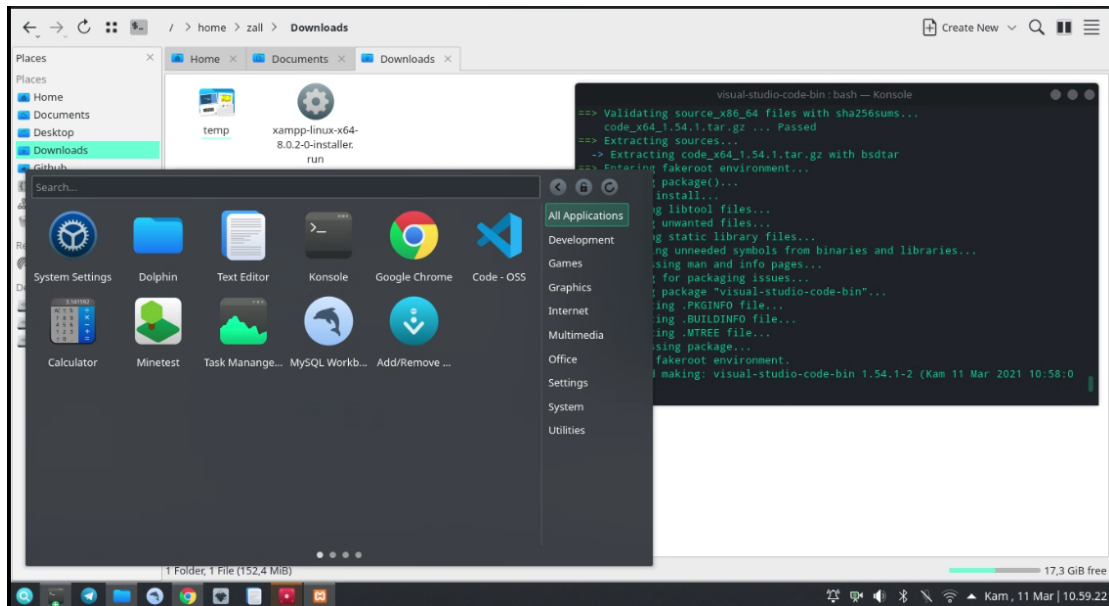 / > home > zall > Downloads
Create New
Places
Home
Documents
Downloads
Places
Home
Documents
Desktop
Downloads
Github
temp
xampp-linux-x64-
8.0.2-0-installer.
run
visual-studio-code-bin : bash — Konsole
==> Validating source_x86_64 files with sha256sums...
code_x64_1.54.1.tar.gz ... Passed
==> Extracting sources...
-> Extracting code_x64_1.54.1.tar.gz with bsdtar
==> Entering fakeroot environment...
package()...
install...
libtool files...
unwanted files...
static library files...
unneeded symbols from binaries and libraries...
man and info pages...
for packaging issues...
package "visual-studio-code-bin"...
.PKGINFO file...
.BUILDINFO file...
.MTREE file...
package...
fakeroot environment.
making: visual-studio-code-bin 1.54.1-2 (Kam 11 Mar 2021 10:58:0
Search...
System Settings
Dolphin
Text Editor
Konsole
Google Chrome
Code - OSS
Calculator
Minetest
Task Manange...
MySQL Workb...
Add/Remove ...
All Applications
Development
Games
Graphics
Internet
Multimedia
Office
Settings
System
Utilities
1 Folder, 1 File (152,4 MiB)
17,3 GiB free
Kam , 11 Mar | 10.59.22